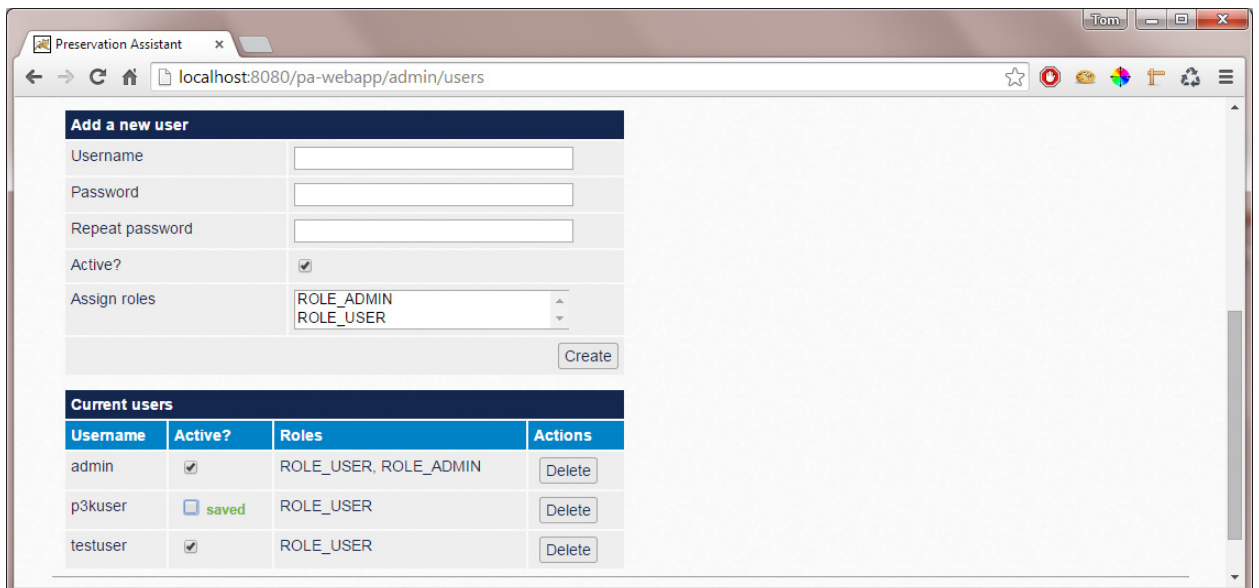 Tom
Preservation Assistant
localhost:8080/pa-webapp/admin/users
Add a new user
Username
Password
Repeat password
Active?
Assign roles
ROLE_ADMIN
ROLE_USER
Create
Current users
Username Active? Roles Actions
admin ROLE_USER, ROLE_ADMIN Delete
p3kuser saved ROLE_USER Delete
testuser ROLE_USER Delete